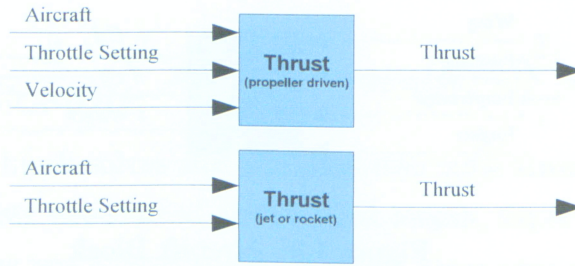 Aircraft
Throttle Setting
Velocity
Thrust
(propeller driven)
Thrust
Aircraft
Throttle Setting
Thrust
(jet or rocket)
Thrust